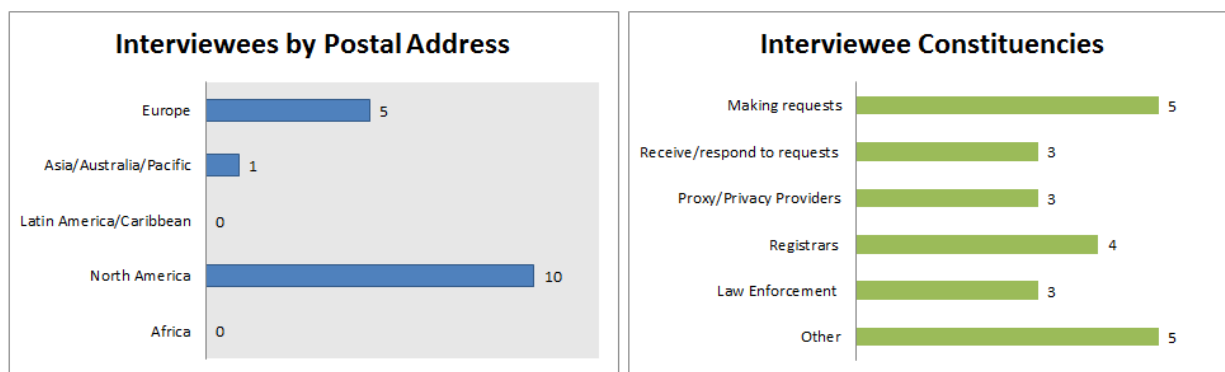 Interviewees by Postal Address
Europe 5
Asia/Australia/Pacific 1
Latin America/Caribbean 0
North America 10
Africa 0
Interviewee Constituencies
Making requests 5
Receive/respond to requests 3
Proxy/Privacy Providers 3
Registrars 4
Law Enforcement 3
Other 5